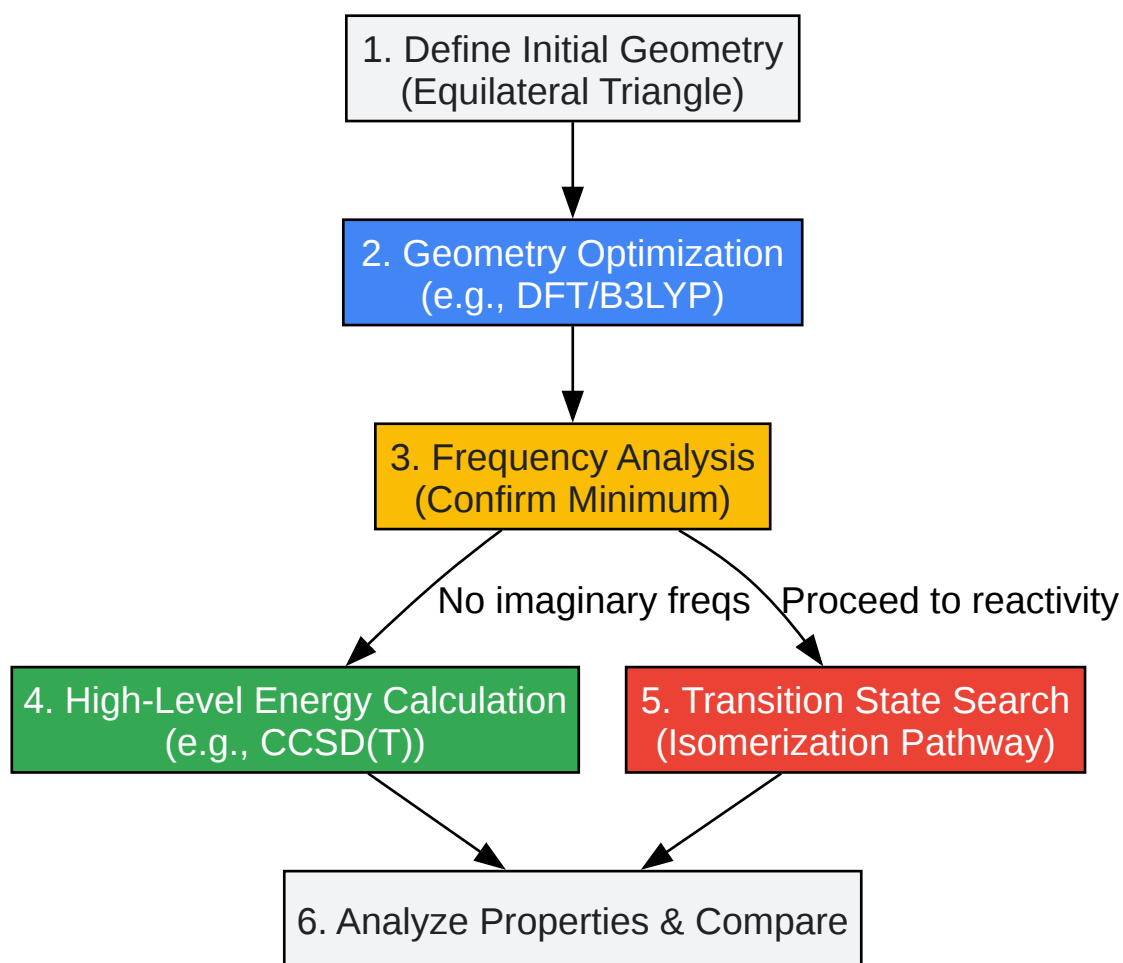 1. Define Initial Geometry
(Equilateral Triangle)
2. Geometry Optimization
(e.g., DFT/B3LYP)
3. Frequency Analysis
(Confirm Minimum)
No imaginary freqs
Proceed to reactivity
4. High-Level Energy Calculation
(e.g., CCSD(T))
5. Transition State Search
(Isomerization Pathway)
6. Analyze Properties & Compare